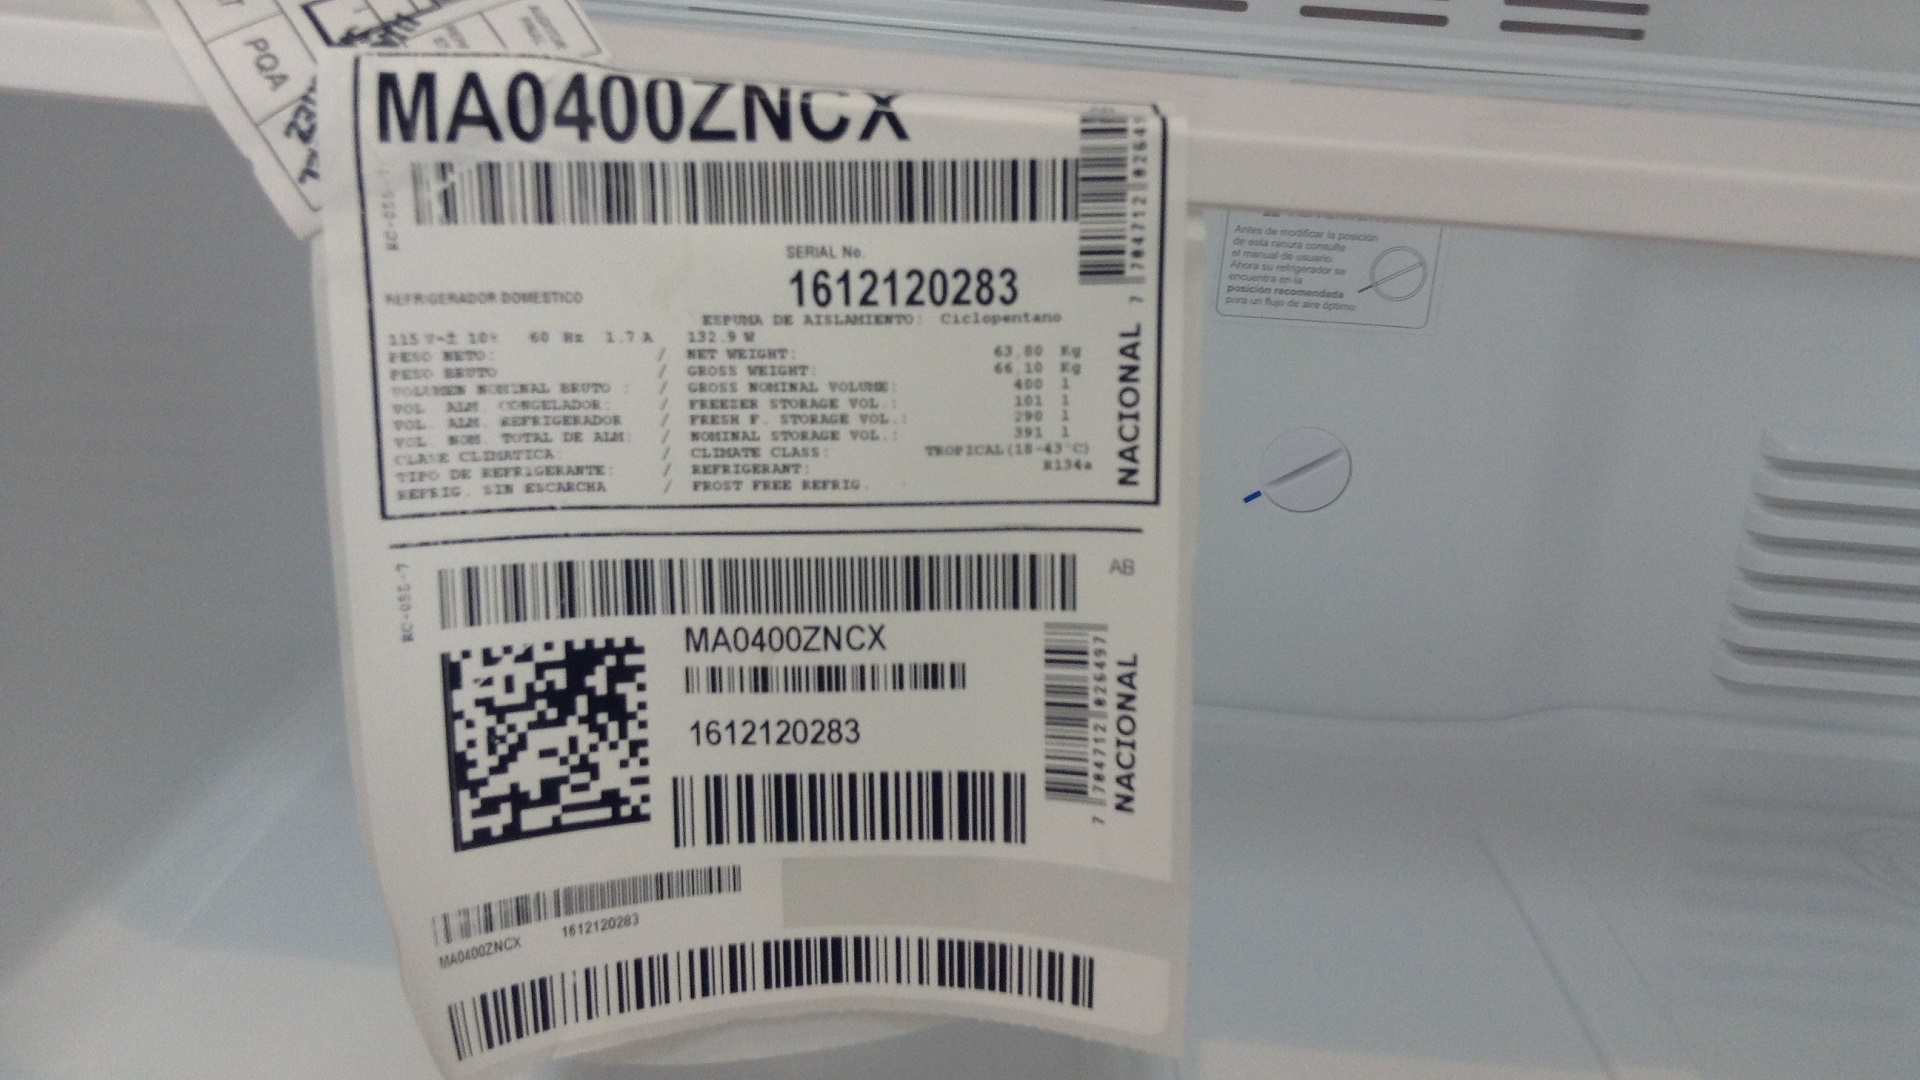 PQA
MA0400ZNCX
RC-055-7
SERIAL No.
1612120283
REFRIGERADOR DOMESTICO
ESPUMA DE AISLAMIENTO: Ciclopentano
115 V~± 10% 60 Hz 1.7 A 132.9 W
PESO NETO: / NET WEIGHT: 63.80 Kg
PESO BRUTO / GROSS WEIGHT: 66.10 Kg
VOLUMEN NOMINAL BRUTO : / GROSS NOMINAL VOLUME: 400 l
VOL. ALM. CONGELADOR: / FREEZER STORAGE VOL.: 101 l
VOL. ALM. REFRIGERADOR / FRESH F. STORAGE VOL.: 290 l
VOL. NOM. TOTAL DE ALM: / NOMINAL STORAGE VOL.: 391 l
CLASE CLIMATICA: / CLIMATE CLASS: TROPICAL(18-43°C)
TIPO DE REFRIGERANTE: / REFRIGERANT: R134a
REFRIG. SIN ESCARCHA / FROST FREE REFRIG.
NACIONAL
7 704712 82649
RC-055-7
AB
MA0400ZNCX
1612120283
7 704712 826497
NACIONAL
MA0400ZNCX 1612120283
Antes de modificar la posición
de esta ranura consulte
el manual de usuario.
Ahora su refrigerador se
encuentra en la
posición recomendada
para un flujo de aire óptimo.